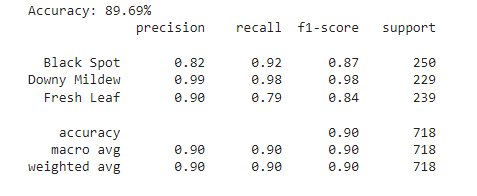 Accuracy: 89.69%
precision recall f1-score support
Black Spot 0.82 0.92 0.87 250
Downy Mildew 0.99 0.98 0.98 229
Fresh Leaf 0.90 0.79 0.84 239
accuracy 0.90 718
macro avg 0.90 0.90 0.90 718
weighted avg 0.90 0.90 0.90 718